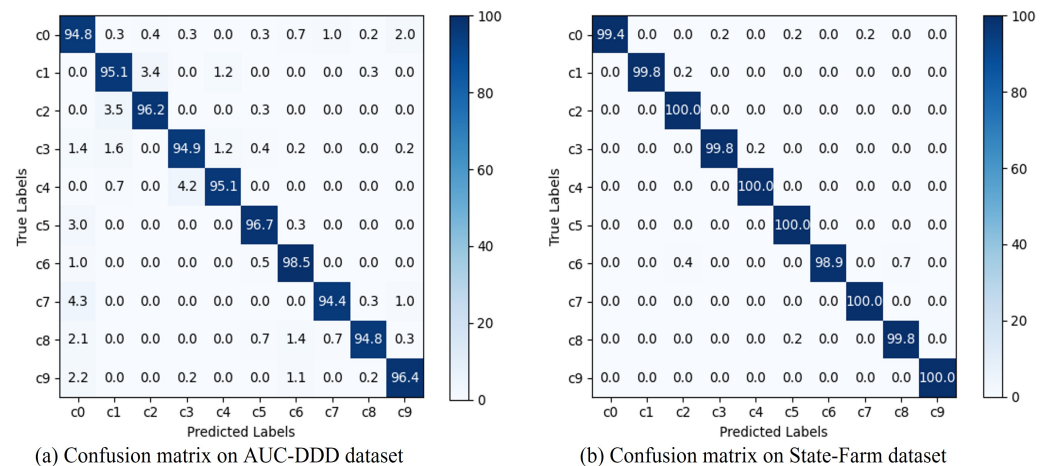 c0 94.8 0.3 0.4 0.3 0.0 0.3 0.7 1.0 0.2 2.0
c1 0.0 95.1 3.4 0.0 1.2 0.0 0.0 0.0 0.3 0.0
c2 0.0 3.5 96.2 0.0 0.0 0.3 0.0 0.0 0.0 0.0
c3 1.4 1.6 0.0 94.9 1.2 0.4 0.2 0.0 0.0 0.2
c4 0.0 0.7 0.0 4.2 95.1 0.0 0.0 0.0 0.0 0.0
c5 3.0 0.0 0.0 0.0 0.0 96.7 0.3 0.0 0.0 0.0
c6 1.0 0.0 0.0 0.0 0.0 0.5 98.5 0.0 0.0 0.0
c7 4.3 0.0 0.0 0.0 0.0 0.0 0.0 94.4 0.3 1.0
c8 2.1 0.0 0.0 0.0 0.0 0.7 1.4 0.7 94.8 0.3
c9 2.2 0.0 0.0 0.2 0.0 0.0 1.1 0.0 0.2 96.4
c0 c1 c2 c3 c4 c5 c6 c7 c8 c9
True Labels
Predicted Labels
100
80
60
40
20
0
(a) Confusion matrix on AUC-DDD dataset
c0 99.4 0.0 0.0 0.2 0.0 0.2 0.0 0.2 0.0 0.0
c1 0.0 99.8 0.2 0.0 0.0 0.0 0.0 0.0 0.0 0.0
c2 0.0 0.0 100.0 0.0 0.0 0.0 0.0 0.0 0.0 0.0
c3 0.0 0.0 0.0 99.8 0.2 0.0 0.0 0.0 0.0 0.0
c4 0.0 0.0 0.0 0.0 100.0 0.0 0.0 0.0 0.0 0.0
c5 0.0 0.0 0.0 0.0 0.0 100.0 0.0 0.0 0.0 0.0
c6 0.0 0.0 0.4 0.0 0.0 0.0 98.9 0.0 0.7 0.0
c7 0.0 0.0 0.0 0.0 0.0 0.0 0.0 100.0 0.0 0.0
c8 0.0 0.0 0.0 0.0 0.0 0.2 0.0 0.0 99.8 0.0
c9 0.0 0.0 0.0 0.0 0.0 0.0 0.0 0.0 0.0 100.0
c0 c1 c2 c3 c4 c5 c6 c7 c8 c9
True Labels
Predicted Labels
100
80
60
40
20
0
(b) Confusion matrix on State-Farm dataset